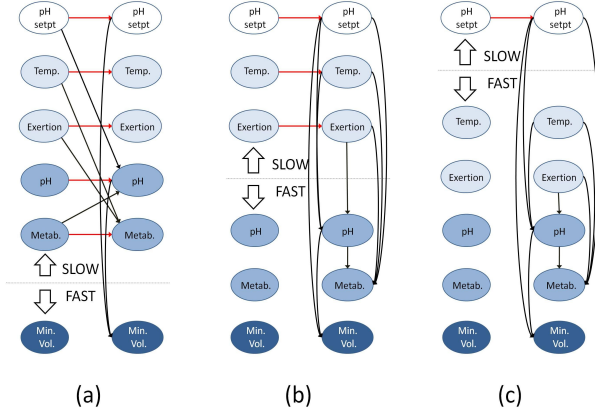 pH
setpt
pH
setpt
Temp.
Temp.
Exertion
Exertion
pH
pH
Metab.
Metab.
SLOW
FAST
Min.
Vol.
Min.
Vol.
(a)
pH
setpt
pH
setpt
Temp.
Temp.
Exertion
Exertion
SLOW
FAST
pH
pH
Metab.
Metab.
Min.
Vol.
Min.
Vol.
(b)
pH
setpt
pH
setpt
SLOW
FAST
Temp.
Temp.
Exertion
Exertion
pH
pH
Metab.
Metab.
Min.
Vol.
Min.
Vol.
(c)